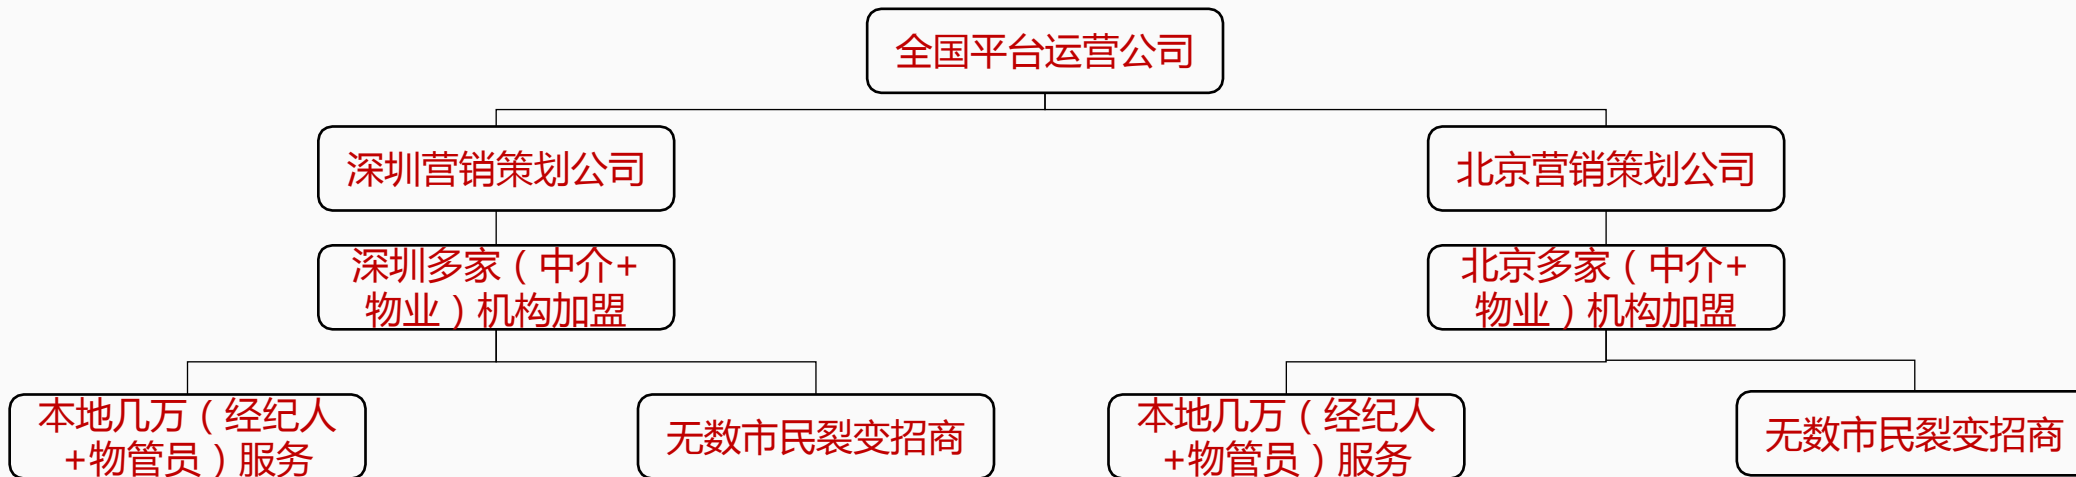 全国平台运营公司
深圳营销策划公司
北京营销策划公司
深圳多家（中介+
物业）机构加盟
北京多家（中介+
物业）机构加盟
本地几万（经纪人
+物管员）服务
无数市民裂变招商
本地几万（经纪人
+物管员）服务
无数市民裂变招商